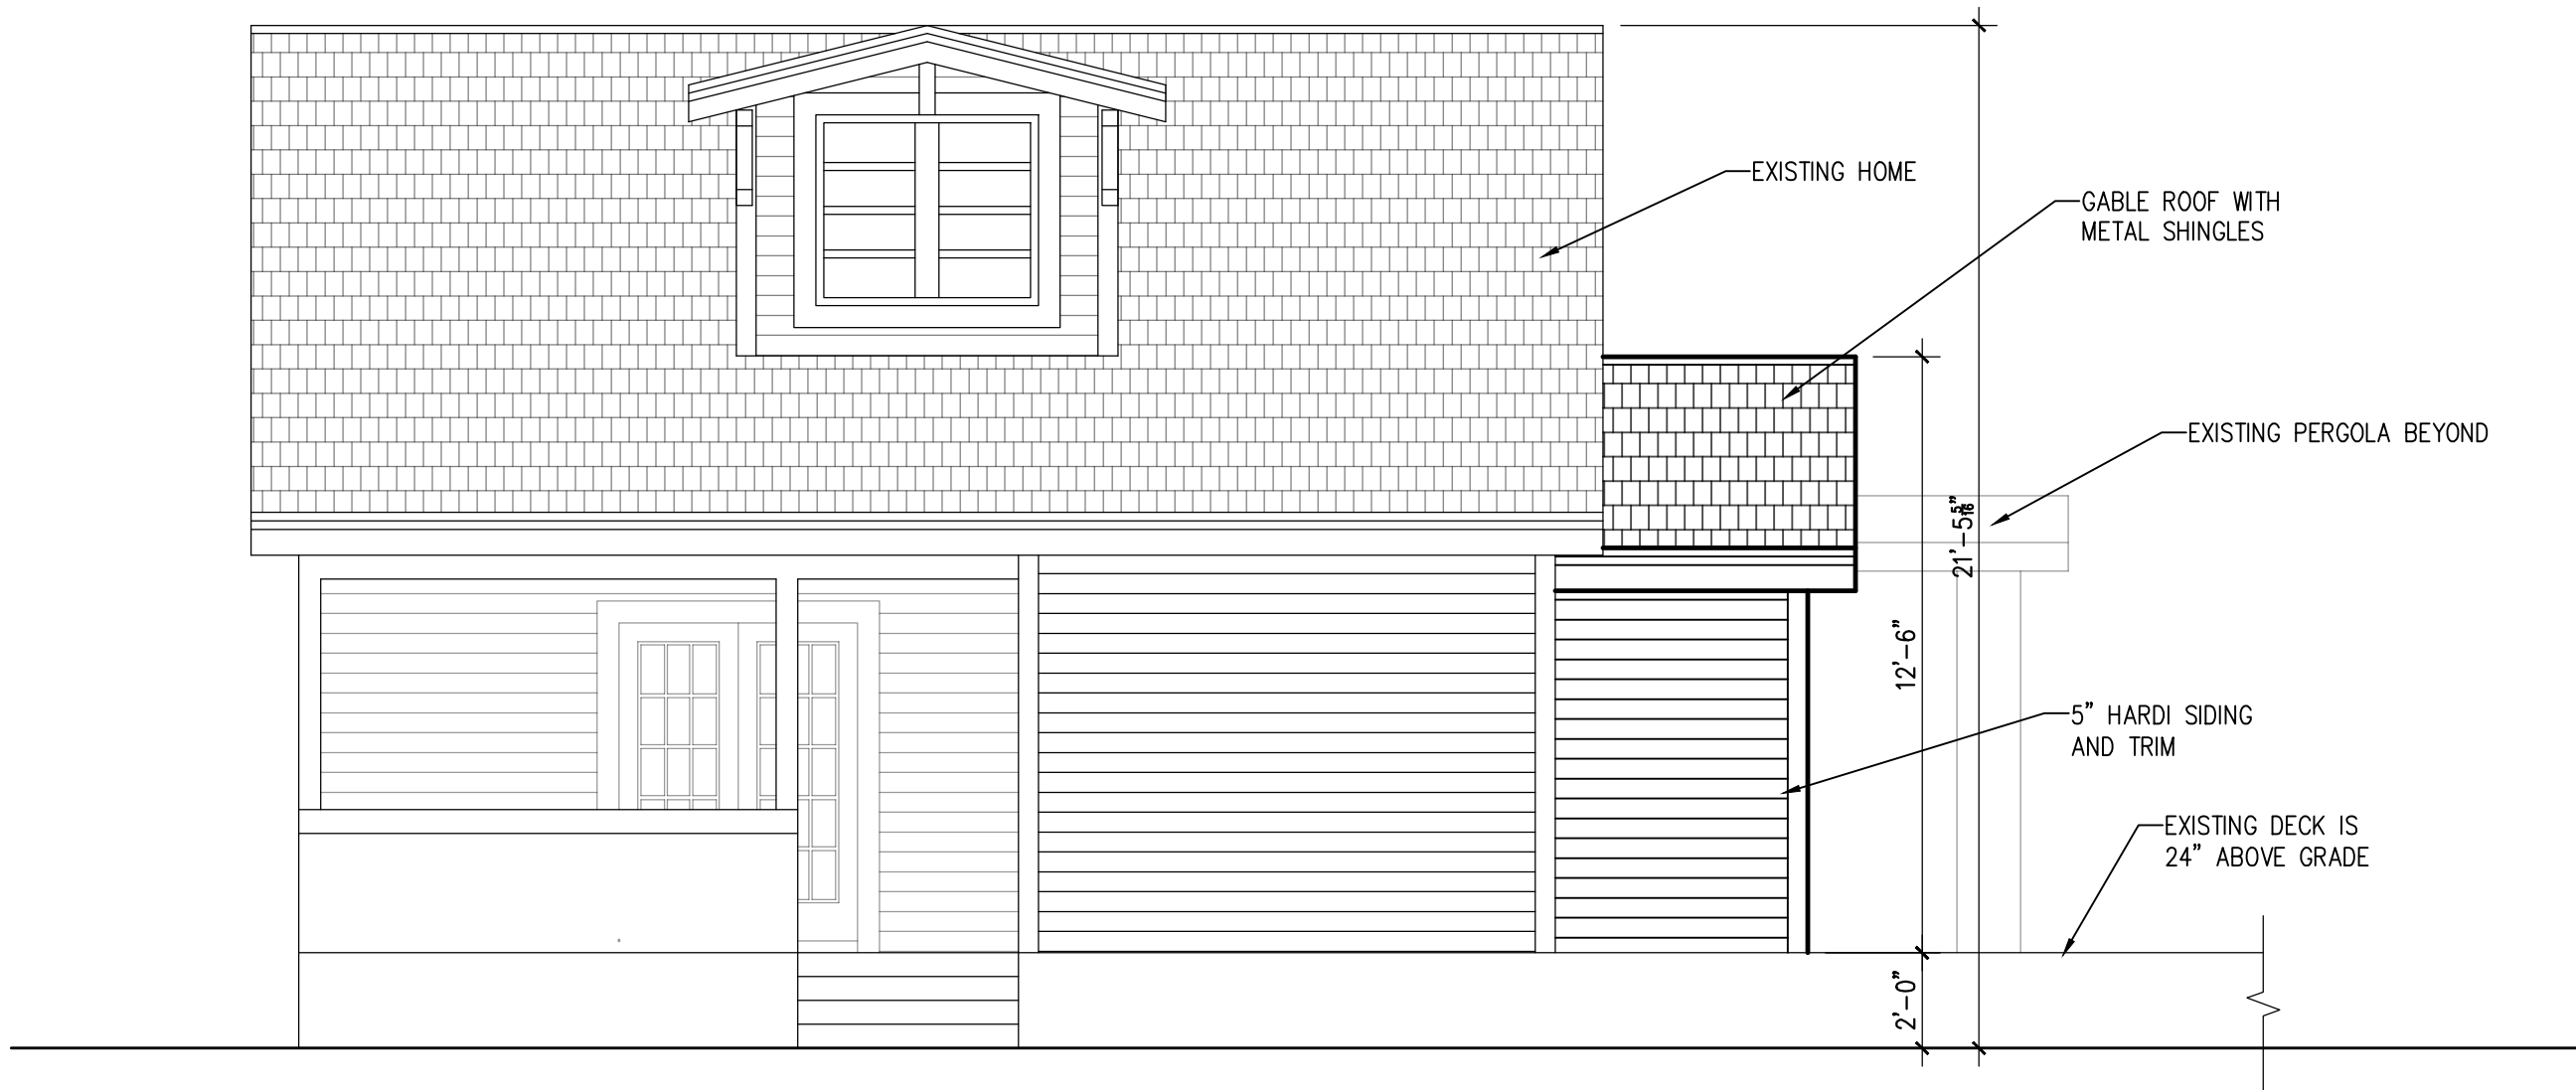 EXISTING HOME
GABLE ROOF WITH
METAL SHINGLES
EXISTING PERGOLA BEYOND
21'-5 5/16"
12'-6"
5" HARDI SIDING
AND TRIM
EXISTING DECK IS
24" ABOVE GRADE
2'-0"